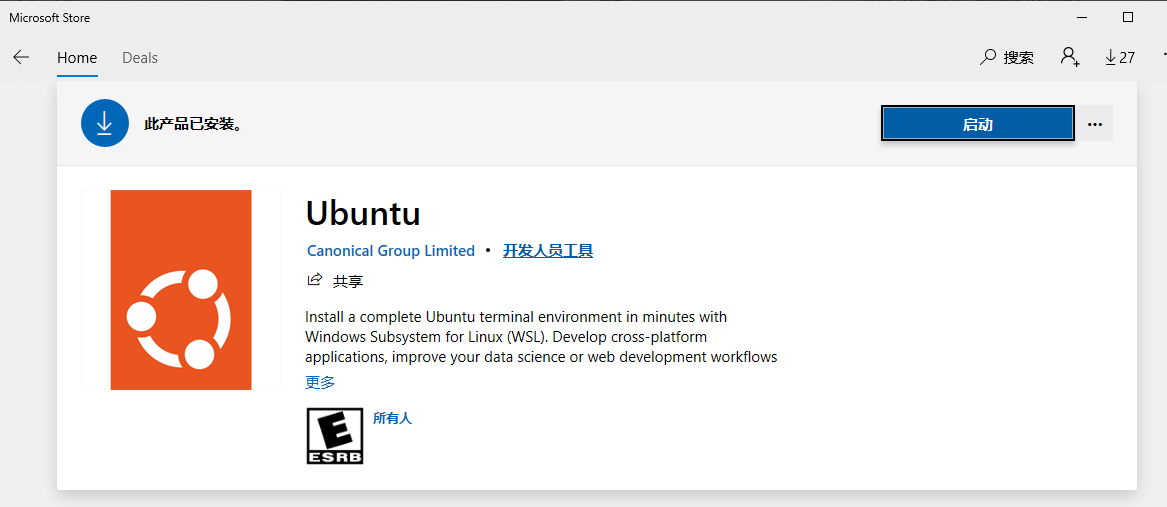 Microsoft Store
Home Deals 搜索 27
此产品已安装。 启动 ...
Ubuntu
Canonical Group Limited • 开发人员工具
共享
Install a complete Ubuntu terminal environment in minutes with
Windows Subsystem for Linux (WSL). Develop cross-platform
applications, improve your data science or web development workflows
更多
E 所有人
ESRB